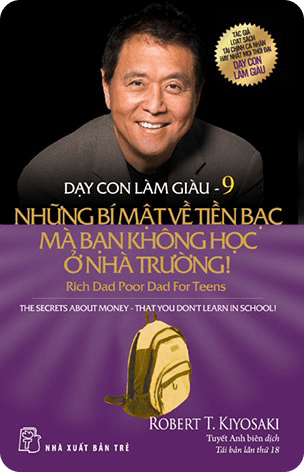 TÁC GIẢ
LOẠT SÁCH
TÀI CHÍNH CÁ NHÂN
HAY NHẤT MỌI THỜI ĐẠI
DẠY CON
LÀM GIÀU
DẠY CON LÀM GIÀU - 9
NHỮNG BÍ MẬT VỀ TIỀN BẠC
MÀ BẠN KHÔNG HỌC
Ở NHÀ TRƯỜNG!
Rich Dad Poor Dad For Teens
THE SECRETS ABOUT MONEY - THAT YOU DON'T LEARN IN SCHOOL!
ROBERT T. KIYOSAKI
Tuyết Anh biên dịch
Tái bản lần thứ 18
NHÀ XUẤT BẢN TRẺ